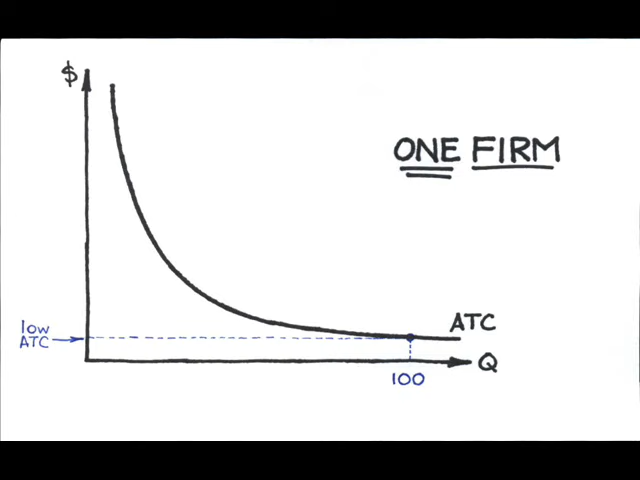 $
ONE FIRM
low
ATC
ATC
Q
100